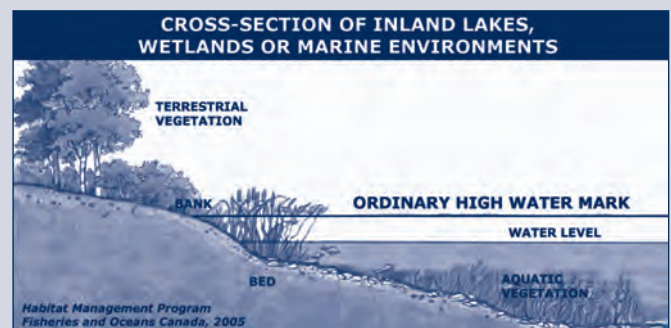 CROSS-SECTION OF INLAND LAKES,
WETLANDS OR MARINE ENVIRONMENTS
TERRESTRIAL
VEGETATION
BANK
ORDINARY HIGH WATER MARK
WATER LEVEL
BED
AQUATIC
VEGETATION
Habitat Management Program
Fisheries and Oceans Canada, 2005